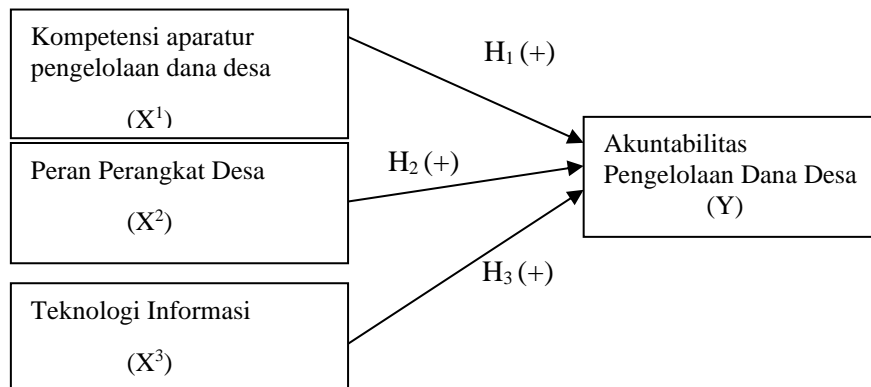 Kompetensi aparatur
pengelolaan dana desa
(X¹)
H₁ (+)
Peran Perangkat Desa
(X²)
H₂ (+)
Akuntabilitas
Pengelolaan Dana Desa
(Y)
H₃ (+)
Teknologi Informasi
(X³)